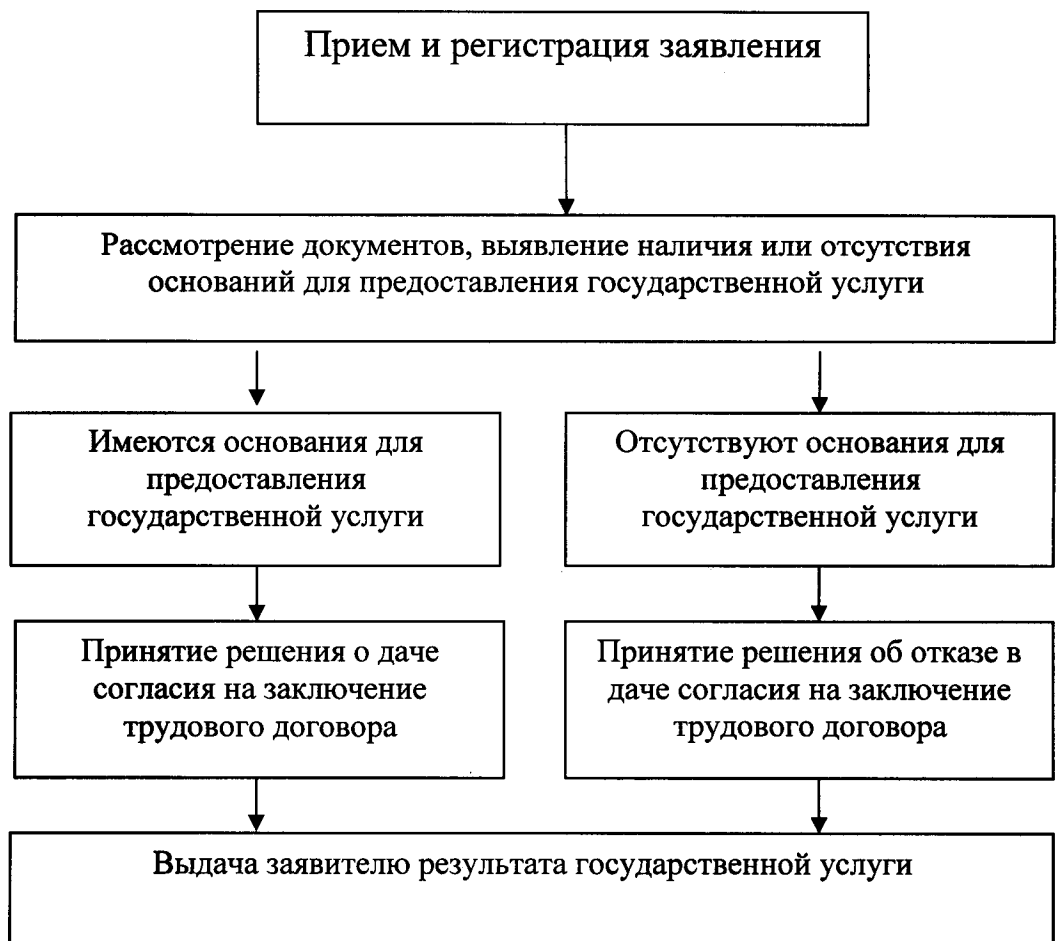 Прием и регистрация заявления
Рассмотрение документов, выявление наличия или отсутствия
оснований для предоставления государственной услуги
Имеются основания для
предоставления
государственной услуги
Отсутствуют основания для
предоставления
государственной услуги
Принятие решения о даче
согласия на заключение
трудового договора
Принятие решения об отказе в
даче согласия на заключение
трудового договора
Выдача заявителю результата государственной услуги